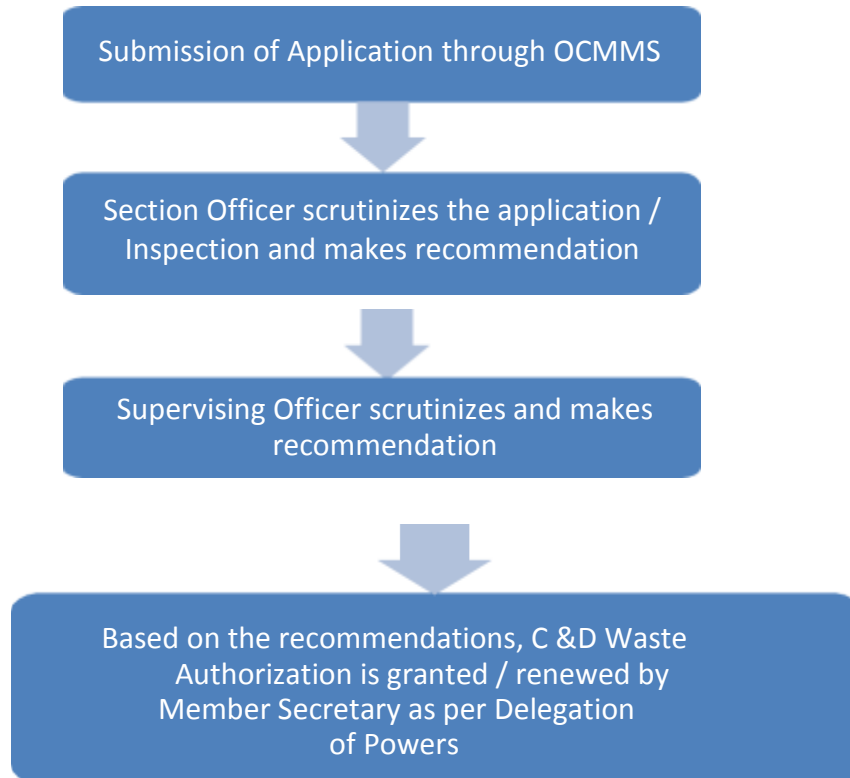 Submission of Application through OCMMS
Section Officer scrutinizes the application /
Inspection and makes recommendation
Supervising Officer scrutinizes and makes
recommendation
Based on the recommendations, C &D Waste
Authorization is granted / renewed by
Member Secretary as per Delegation
of Powers